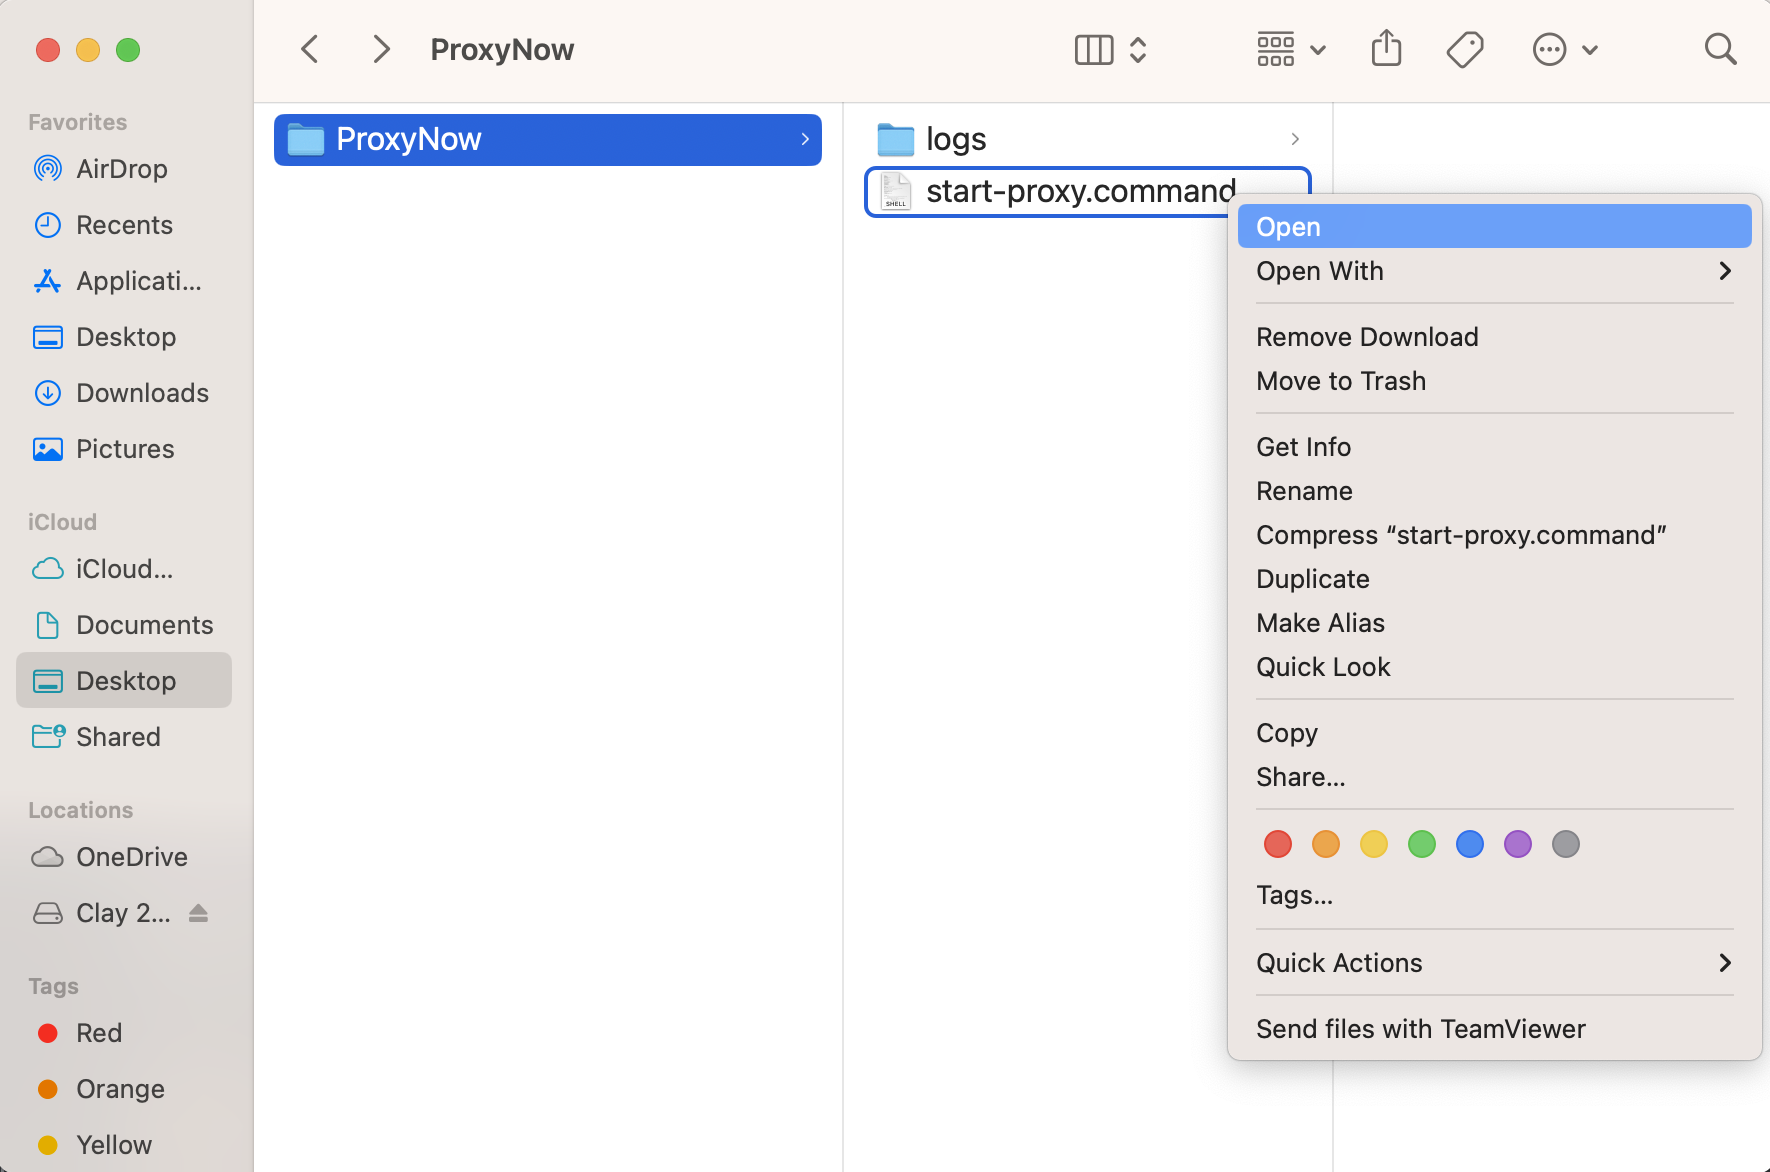 ProxyNow
Favorites
AirDrop
Recents
Applicati...
Desktop
Downloads
Pictures
iCloud
iCloud...
Documents
Desktop
Shared
Locations
OneDrive
Clay 2...
Tags
Red
Orange
Yellow
ProxyNow
logs
SHELL
start-proxy.command
Open
Open With
Remove Download
Move to Trash
Get Info
Rename
Compress “start-proxy.command”
Duplicate
Make Alias
Quick Look
Copy
Share...
Tags...
Quick Actions
Send files with TeamViewer